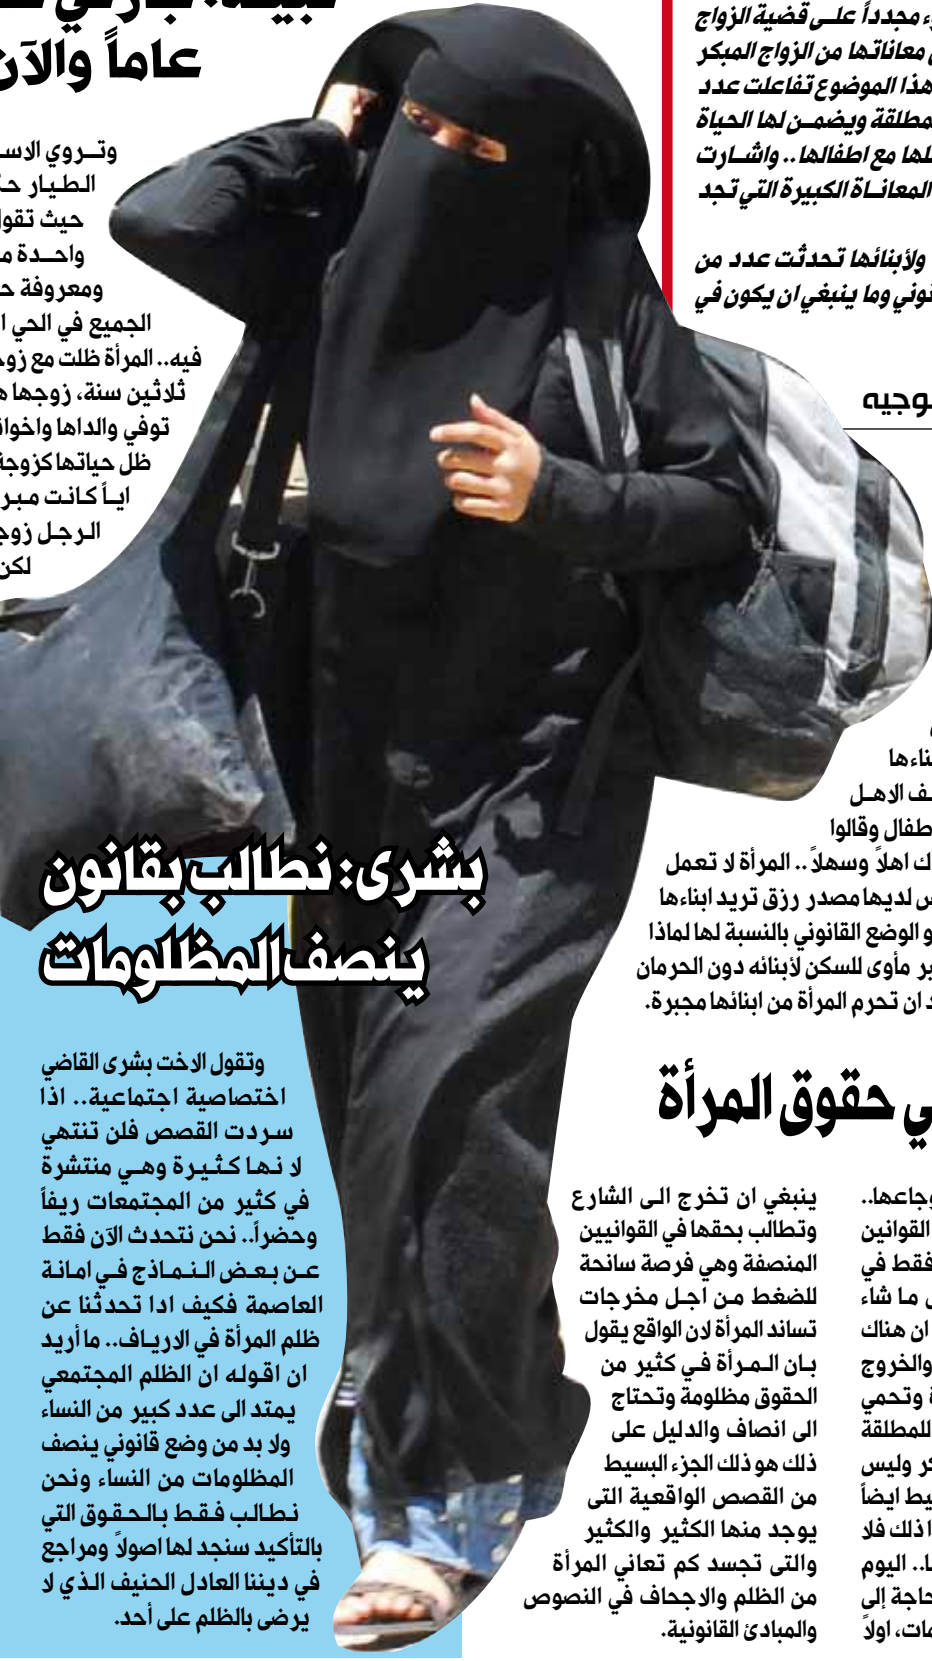 ء مجدداً على قضية الزواج
معاناتها من الزواج المبكر
هذا الموضوع تفاعلت عدد
مطلقة ويضمن لها الحياة
لها مع اطفالها.. واشارت
المعاناة الكبيرة التي تجد
ولأبنائها تحدثت عدد من
نوني وما ينبغي ان يكون في
وجيه
عاماً والآن
وتروي الاس
الطيار ح
حيث تقول
واحدة م
ومعروفة ح
الجميع في الحي ا
فيه.. المرأة ظلت مع زو
ثلاثين سنة، زوجها ه
توفي والداها واخوان
ظل حياتها كزوجة
اياً كانت مبر
الرجل زوج
لكن
ناءها
ف الاهل
طفال وقالوا
ك اهلاً وسهلاً.. المرأة لا تعمل
س لديها مصدر رزق تريد ابناءها
و الوضع القانوني بالنسبة لها لماذا
ير مأوى للسكن لأبنائه دون الحرمان
د ان تحرم المرأة من ابنائها مجبرة.
ي حقوق المرأة
وجاعها..
القوانين
فقط في
ما شاء
ان هناك
والخروج
ة وتحمي
للمطلقة
كر وليس
يط ايضاً
ا ذلك فلا
ا.. اليوم
حاجة إلى
مات، اولاً
ينبغي ان تخرج الى الشارع
وتطالب بحقها في القوانيين
المنصفة وهي فرصة سانحة
للضغط من اجل مخرجات
تساند المرأة لان الواقع يقول
بان المرأة في كثير من
الحقوق مظلومة وتحتاج
الى انصاف والدليل على
ذلك هو ذلك الجزء البسيط
من القصص الواقعية التى
يوجد منها الكثير والكثير
والتى تجسد كم تعاني المرأة
من الظلم والاجحاف في النصوص
والمبادئ القانونية.
بشرى: نطالب بقانون
ينصف المظلومات
وتقول الاخت بشرى القاضي
اختصاصية اجتماعية.. اذا
سردت القصص فلن تنتهي
لا نها كثيرة وهي منتشرة
في كثير من المجتمعات ريفاً
وحضراً.. نحن نتحدث الآن فقط
عن بعض النماذج في امانة
العاصمة فكيف ادا تحدثنا عن
ظلم المرأة في الارياف.. ما أريد
ان اقوله ان الظلم المجتمعي
يمتد الى عدد كبير من النساء
ولا بد من وضع قانوني ينصف
المظلومات من النساء ونحن
نطالب فقط بالحقوق التي
بالتأكيد سنجد لها اصولاً ومراجع
في ديننا العادل الحنيف الذي لا
يرضى بالظلم على أحد.